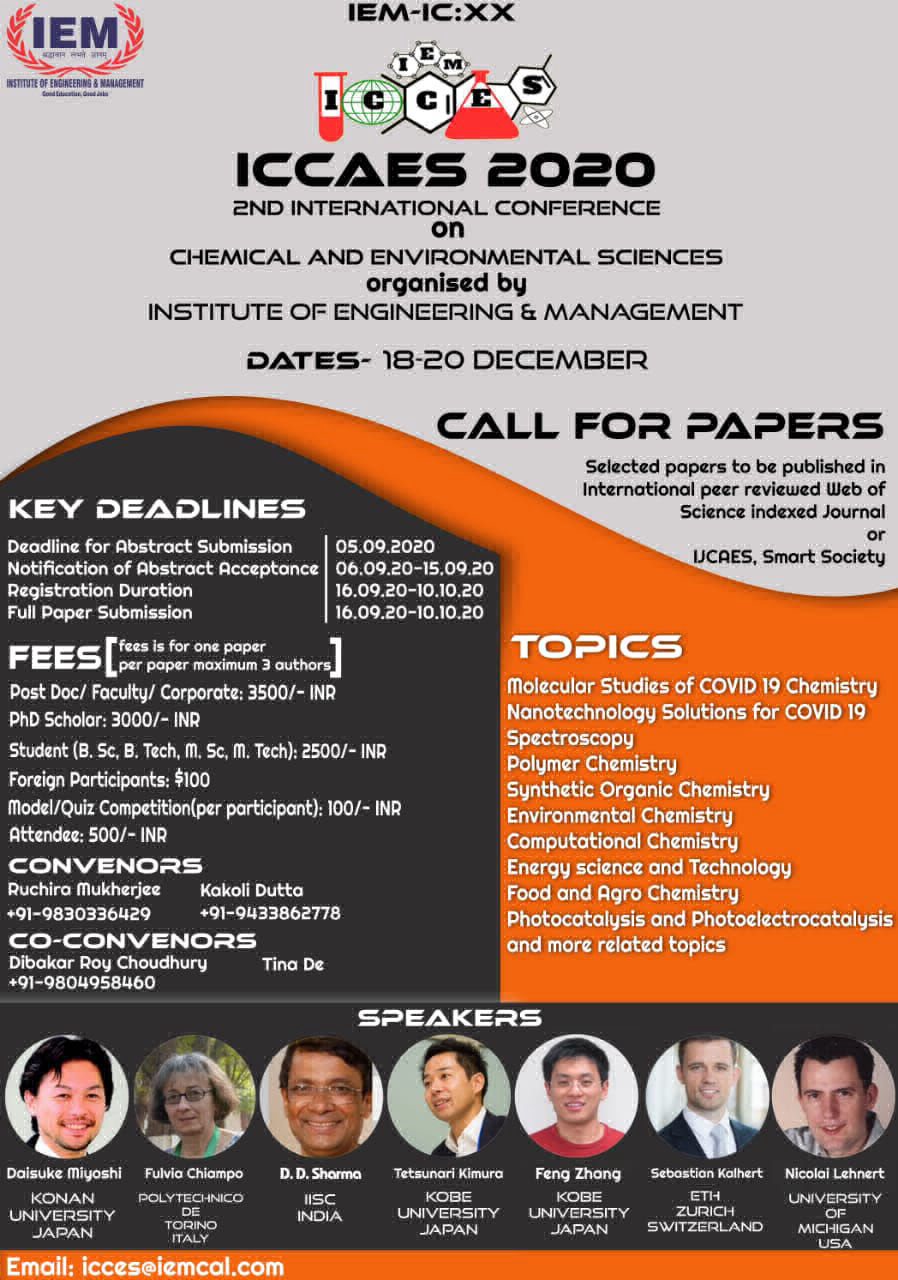 IEM
श्रद्धावान लभते ज्ञानम्
INSTITUTE OF ENGINEERING & MANAGEMENT
Good Education, Good Jobs
IEM-IC:XX
IEM
ICCES
ICCAES 2020
2ND INTERNATIONAL CONFERENCE
on
CHEMICAL AND ENVIRONMENTAL SCIENCES
organised by
INSTITUTE OF ENGINEERING & MANAGEMENT
DATES- 18-20 DECEMBER
CALL FOR PAPERS
Selected papers to be published in
International peer reviewed Web of
Science indexed Journal
or
IJCAES, Smart Society
KEY DEADLINES
Deadline for Abstract Submission 05.09.2020
Notification of Abstract Acceptance 06.09.20-15.09.20
Registration Duration 16.09.20-10.10.20
Full Paper Submission 16.09.20-10.10.20
FEES [fees is for one paper
per paper maximum 3 authors]
Post Doc/ Faculty/ Corporate: 3500/- INR
PhD Scholar: 3000/- INR
Student (B. Sc, B. Tech, M. Sc, M. Tech): 2500/- INR
Foreign Participants: $100
Model/Quiz Competition(per participant): 100/- INR
Attendee: 500/- INR
CONVENORS
Ruchira Mukherjee Kakoli Dutta
+91-9830336429 +91-9433862778
CO-CONVENORS
Dibakar Roy Choudhury Tina De
+91-9804958460
TOPICS
Molecular Studies of COVID 19 Chemistry
Nanotechnology Solutions for COVID 19
Spectroscopy
Polymer Chemistry
Synthetic Organic Chemistry
Environmental Chemistry
Computational Chemistry
Energy science and Technology
Food and Agro Chemistry
Photocatalysis and Photoelectrocatalysis
and more related topics
SPEAKERS
Daisuke Miyoshi
KONAN
UNIVERSITY
JAPAN
Fulvia Chiampo
POLYTECHNICO
DE
TORINO
ITALY
D. D. Sharma
IISC
INDIA
Tetsunari Kimura
KOBE
UNIVERSITY
JAPAN
Feng Zhang
KOBE
UNIVERSITY
JAPAN
Sebastian Kalhert
ETH
ZURICH
SWITZERLAND
Nicolai Lehnert
UNIVERSITY
OF
MICHIGAN
USA
Email: icces@iemcal.com